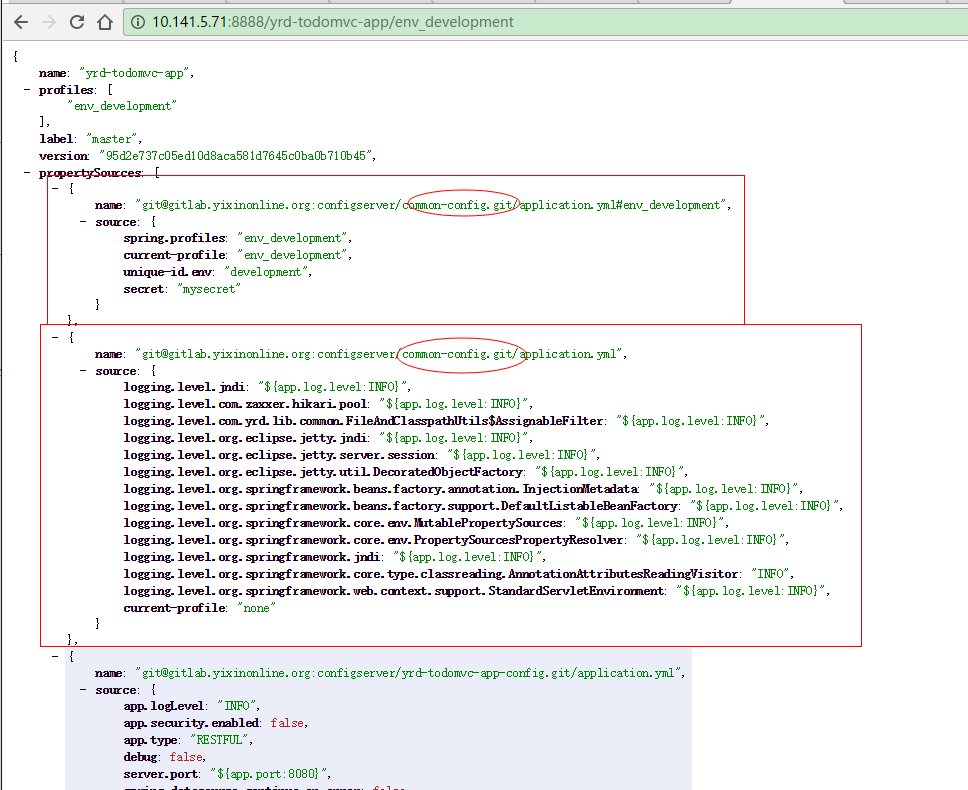 10.141.5.71:8888/yrd-todomvc-app/env_development
{
name: "yrd-todomvc-app",
- profiles: [
"env_development"
],
label: "master",
version: "95d2e737c05ed10d8aca581d7645c0ba0b710b45",
- propertySources: [
- {
name: "git@gitlab.yixinonline.org:configserver/common-config.git/application.yml#env_development",
- source: {
spring.profiles: "env_development",
current-profile: "env_development",
unique-id.env: "development",
secret: "mysecret"
}
},
- {
name: "git@gitlab.yixinonline.org:configserver/common-config.git/application.yml",
- source: {
logging.level.jndi: "${app.log.level:INFO}",
logging.level.com.zaxxer.hikari.pool: "${app.log.level:INFO}",
logging.level.com.yrd.lib.common.FileAndClasspathUtils$AssignableFilter: "${app.log.level:INFO}",
logging.level.org.eclipse.jetty.jndi: "${app.log.level:INFO}",
logging.level.org.eclipse.jetty.server.session: "${app.log.level:INFO}",
logging.level.org.eclipse.jetty.util.DecoratedObjectFactory: "${app.log.level:INFO}",
logging.level.org.springframework.beans.factory.annotation.InjectionMetadata: "${app.log.level:INFO}",
logging.level.org.springframework.beans.factory.support.DefaultListableBeanFactory: "${app.log.level:INFO}",
logging.level.org.springframework.core.env.MutablePropertySources: "${app.log.level:INFO}",
logging.level.org.springframework.core.env.PropertySourcesPropertyResolver: "${app.log.level:INFO}",
logging.level.org.springframework.jndi: "${app.log.level:INFO}",
logging.level.org.springframework.core.type.classreading.AnnotationAttributesReadingVisitor: "INFO",
logging.level.org.springframework.web.context.support.StandardServletEnvironment: "${app.log.level:INFO}",
current-profile: "none"
}
},
- {
name: "git@gitlab.yixinonline.org:configserver/yrd-todomvc-app-config.git/application.yml",
- source: {
app.logLevel: "INFO",
app.security.enabled: false,
app.type: "RESTFUL",
debug: false,
server.port: "${app.port:8080}",